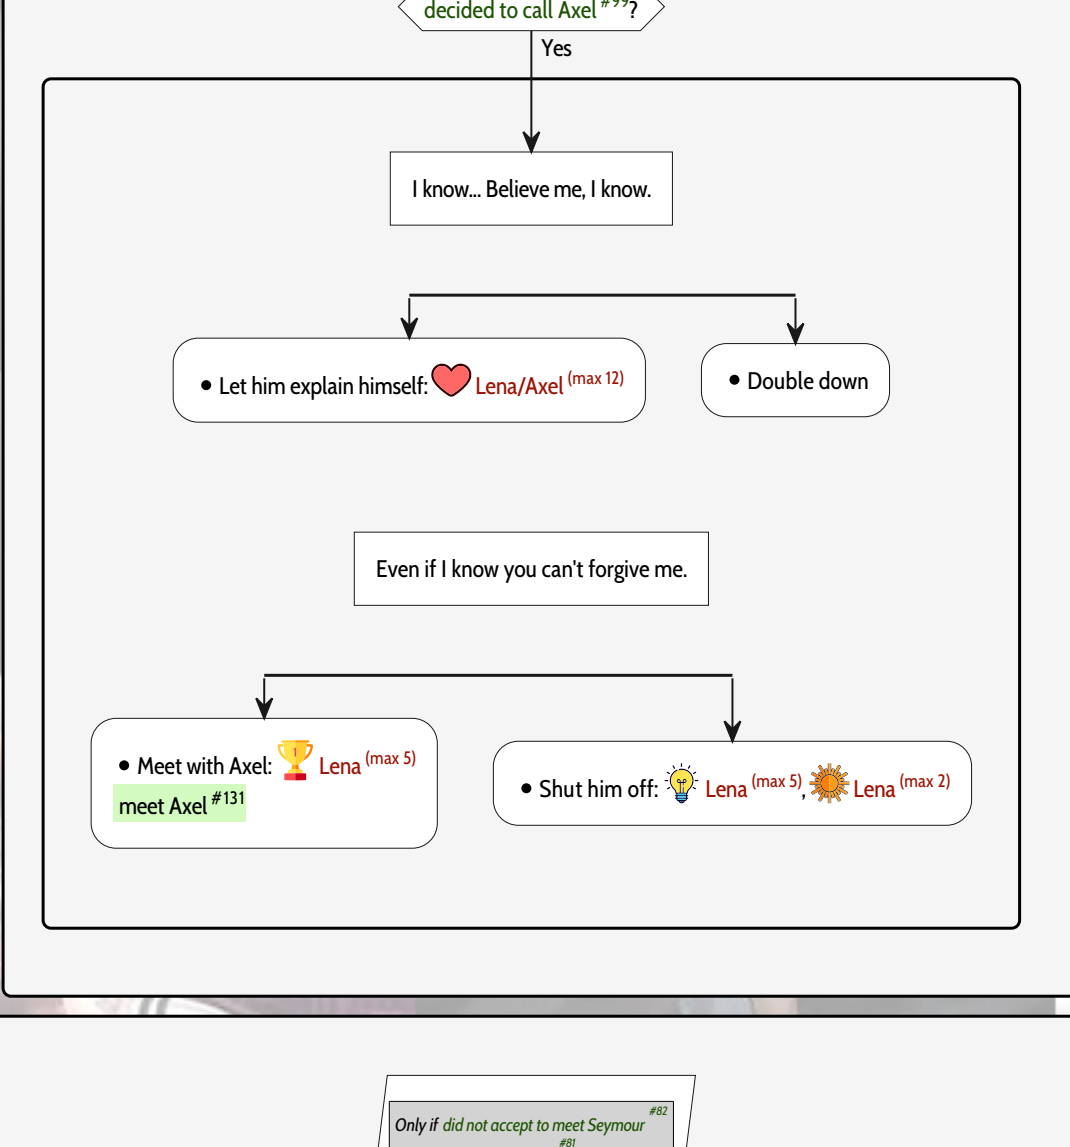 decided to call Axel #99?
Yes
I know... Believe me, I know.
• Let him explain himself: Lena/Axel (max 12)
• Double down
Even if I know you can't forgive me.
• Meet with Axel: Lena (max 5)
meet Axel #131
• Shut him off: Lena (max 5), Lena (max 2)
Only if did not accept to meet Seymour #82
#81